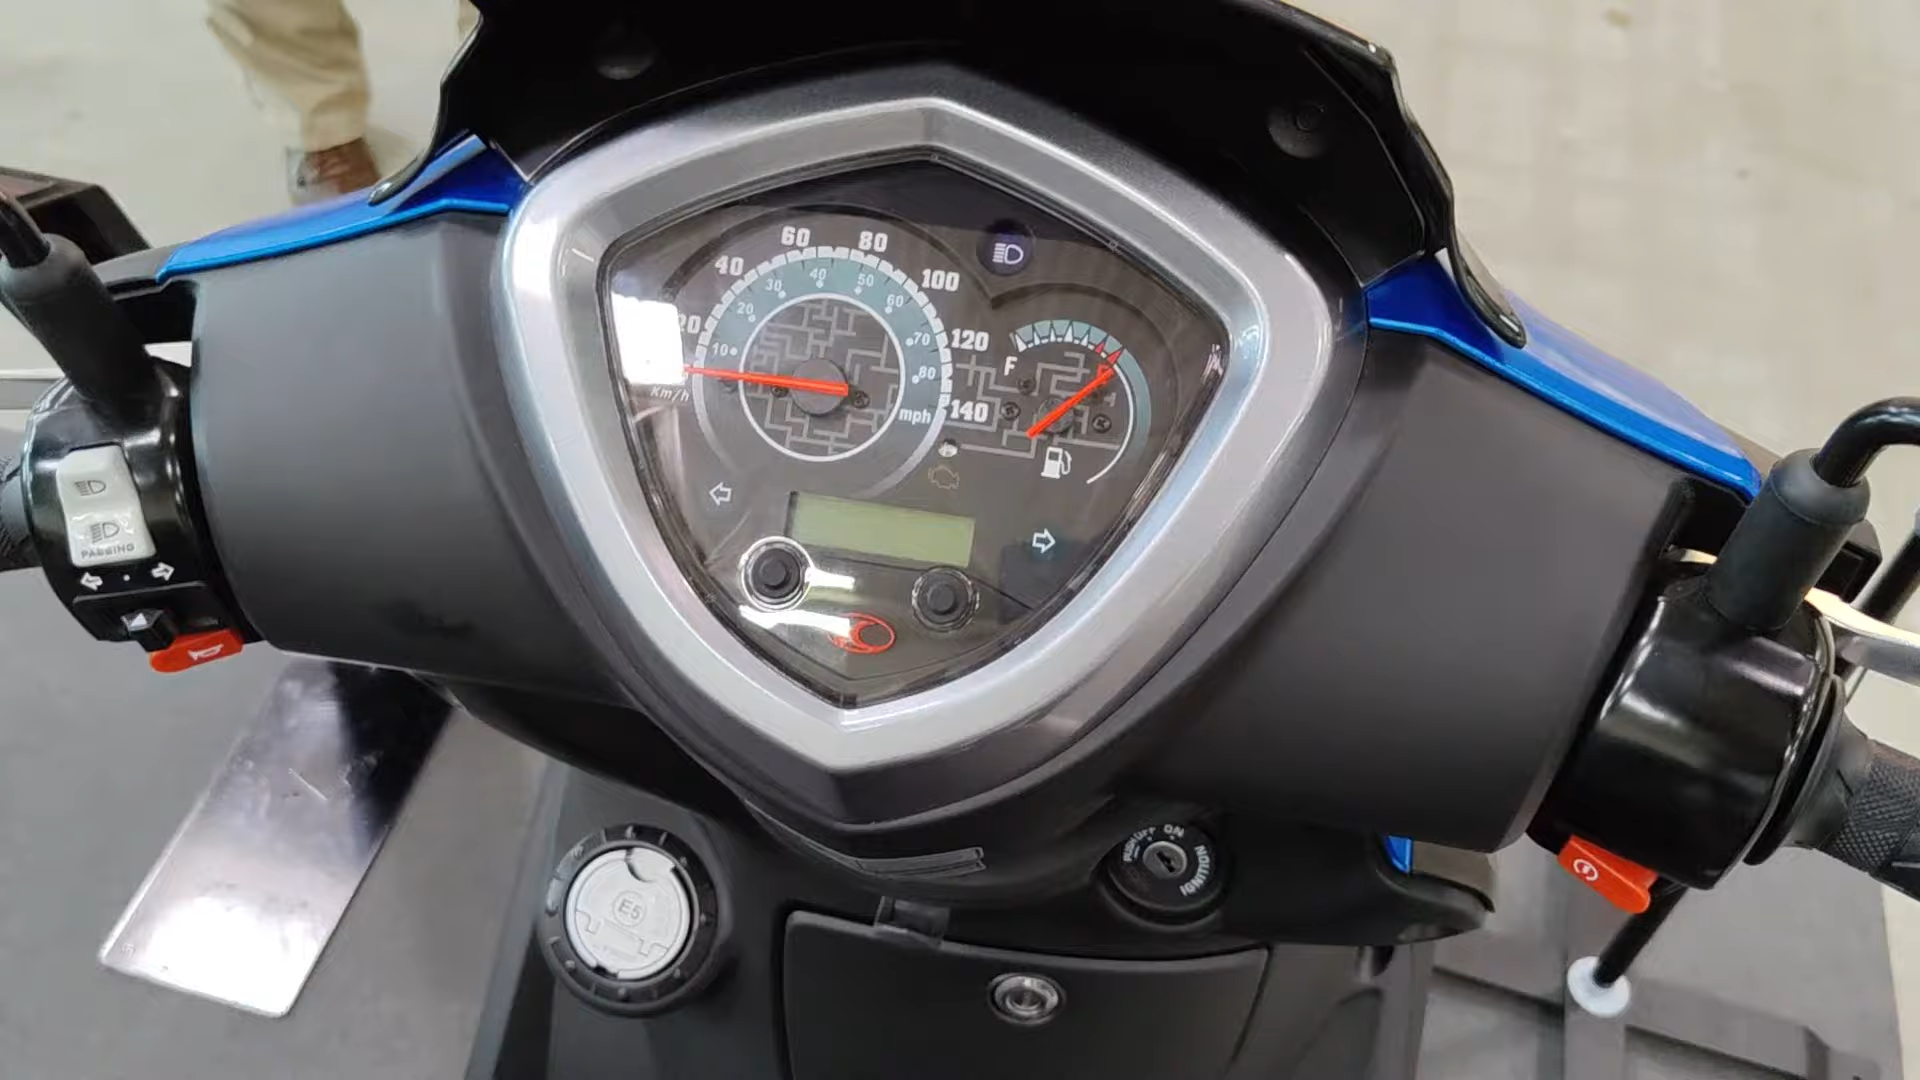 60 80
40 100
20 120
140
km/h
40 50
30 60
20 70
10 80
mph
F
PASSING
E5
PUSH OFF ON
IGNITION